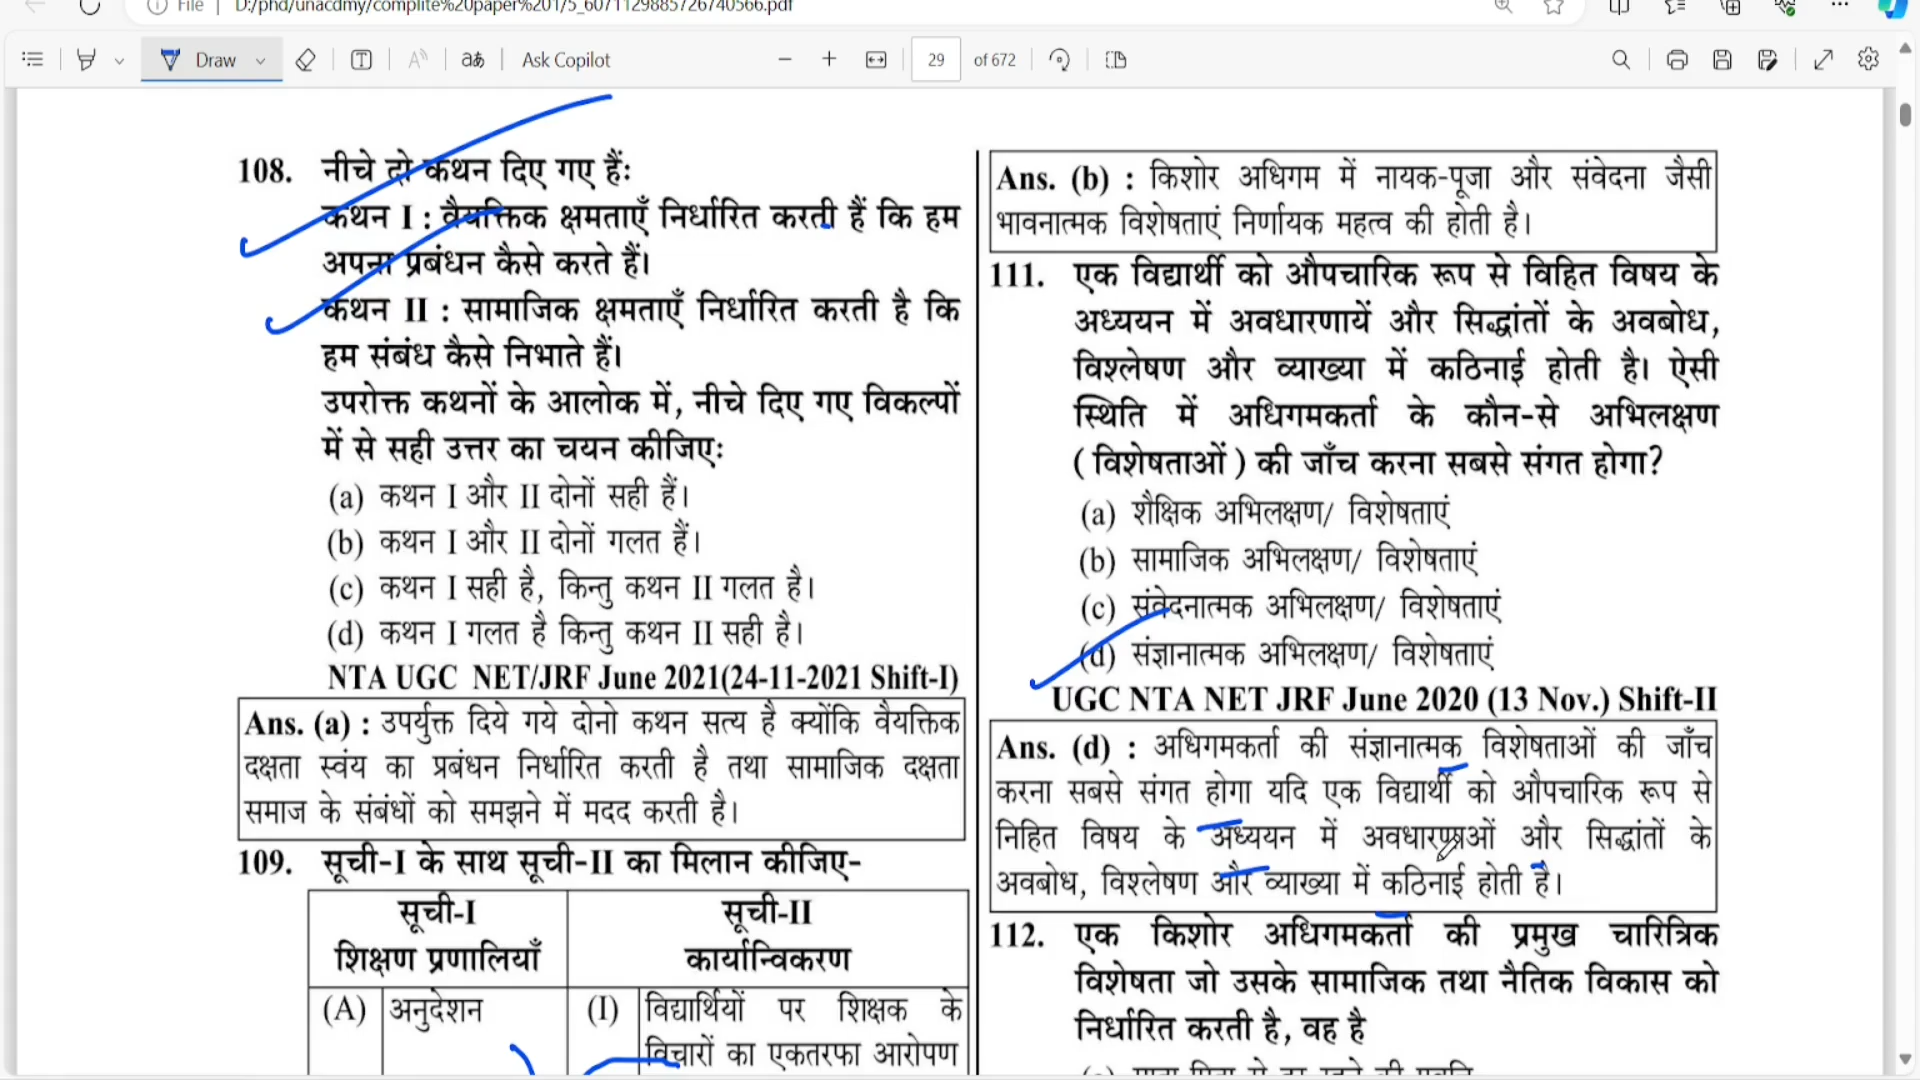 File
D:/phd/unacdmy/complite%20paper%201/5_6071129885726740566.pdf
Draw
Ask Copilot
29
of 672
108. नीचे दो कथन दिए गए हैं:
कथन I : वैयक्तिक क्षमताएँ निर्धारित करती हैं कि हम
अपना प्रबंधन कैसे करते हैं।
कथन II : सामाजिक क्षमताएँ निर्धारित करती है कि
हम संबंध कैसे निभाते हैं।
उपरोक्त कथनों के आलोक में, नीचे दिए गए विकल्पों
में से सही उत्तर का चयन कीजिए:
(a) कथन I और II दोनों सही हैं।
(b) कथन I और II दोनों गलत हैं।
(c) कथन I सही है, किन्तु कथन II गलत है।
(d) कथन I गलत है किन्तु कथन II सही है।
NTA UGC NET/JRF June 2021(24-11-2021 Shift-I)
Ans. (a) : उपर्युक्त दिये गये दोनो कथन सत्य है क्योंकि वैयक्तिक
दक्षता स्वंय का प्रबंधन निर्धारित करती है तथा सामाजिक दक्षता
समाज के संबंधों को समझने में मदद करती है।
109. सूची-I के साथ सूची-II का मिलान कीजिए-
सूची-I
शिक्षण प्रणालियाँ
सूची-II
कार्यान्विकरण
(A) अनुदेशन
(I) विद्यार्थियों पर शिक्षक के
विचारों का एकतरफा आरोपण
Ans. (b) : किशोर अधिगम में नायक-पूजा और संवेदना जैसी
भावनात्मक विशेषताएं निर्णायक महत्व की होती है।
111. एक विद्यार्थी को औपचारिक रूप से विहित विषय के
अध्ययन में अवधारणायें और सिद्धांतों के अवबोध,
विश्लेषण और व्याख्या में कठिनाई होती है। ऐसी
स्थिति में अधिगमकर्ता के कौन-से अभिलक्षण
(विशेषताओं) की जाँच करना सबसे संगत होगा?
(a) शैक्षिक अभिलक्षण/ विशेषताएं
(b) सामाजिक अभिलक्षण/ विशेषताएं
(c) संवेदनात्मक अभिलक्षण/ विशेषताएं
(d) संज्ञानात्मक अभिलक्षण/ विशेषताएं
UGC NTA NET JRF June 2020 (13 Nov.) Shift-II
Ans. (d) : अधिगमकर्ता की संज्ञानात्मक विशेषताओं की जाँच
करना सबसे संगत होगा यदि एक विद्यार्थी को औपचारिक रूप से
निहित विषय के अध्ययन में अवधारणाओं और सिद्धांतों के
अवबोध, विश्लेषण और व्याख्या में कठिनाई होती है।
112. एक किशोर अधिगमकर्ता की प्रमुख चारित्रिक
विशेषता जो उसके सामाजिक तथा नैतिक विकास को
निर्धारित करती है, वह है